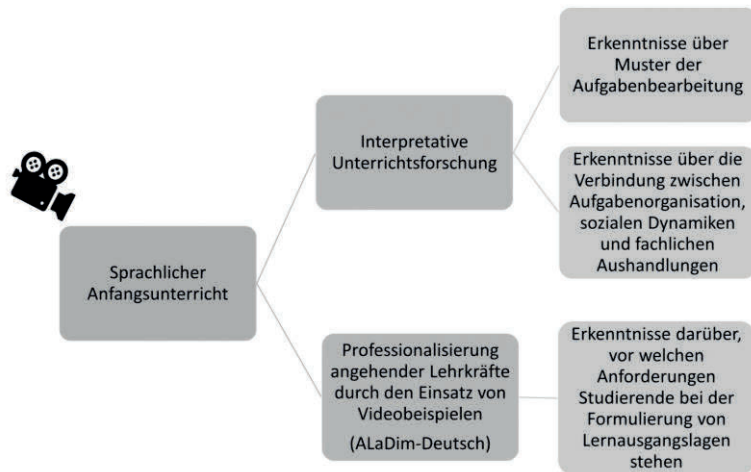 Sprachlicher
Anfangsunterricht
Interpretative
Unterrichtsforschung
Erkenntnisse über
Muster der
Aufgabenbearbeitung
Erkenntnisse über die
Verbindung zwischen
Aufgabenorganisation,
sozialen Dynamiken
und fachlichen
Aushandlungen
Professionalisierung
angehender Lehrkräfte
durch den Einsatz von
Videobeispielen
(ALaDim-Deutsch)
Erkenntnisse darüber,
vor welchen
Anforderungen
Studierende bei der
Formulierung von
Lernausgangslagen
stehen